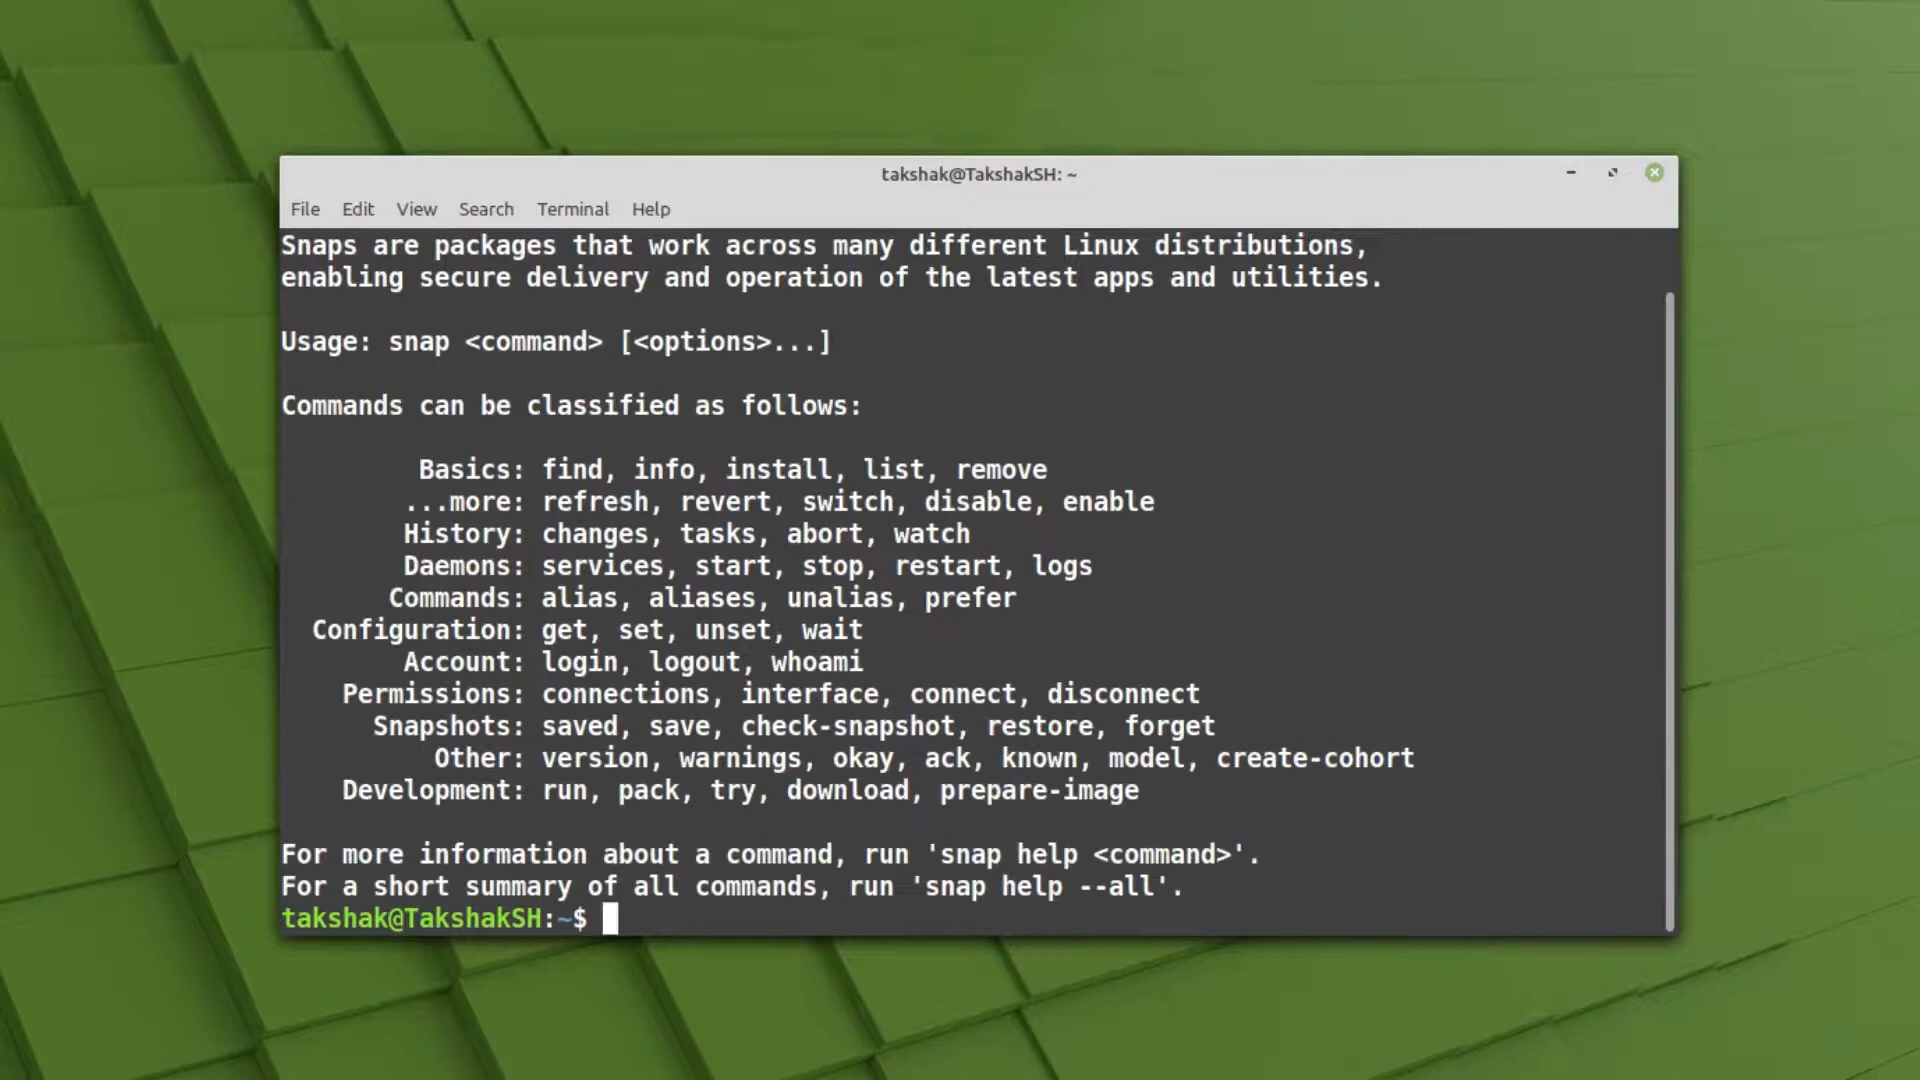 takshak@TakshakSH: ~
File Edit View Search Terminal Help
Snaps are packages that work across many different Linux distributions,
enabling secure delivery and operation of the latest apps and utilities.
Usage: snap <command> [<options>...]
Commands can be classified as follows:
Basics: find, info, install, list, remove
...more: refresh, revert, switch, disable, enable
History: changes, tasks, abort, watch
Daemons: services, start, stop, restart, logs
Commands: alias, aliases, unalias, prefer
Configuration: get, set, unset, wait
Account: login, logout, whoami
Permissions: connections, interface, connect, disconnect
Snapshots: saved, save, check-snapshot, restore, forget
Other: version, warnings, okay, ack, known, model, create-cohort
Development: run, pack, try, download, prepare-image
For more information about a command, run 'snap help <command>'.
For a short summary of all commands, run 'snap help --all'.
takshak@TakshakSH:~$